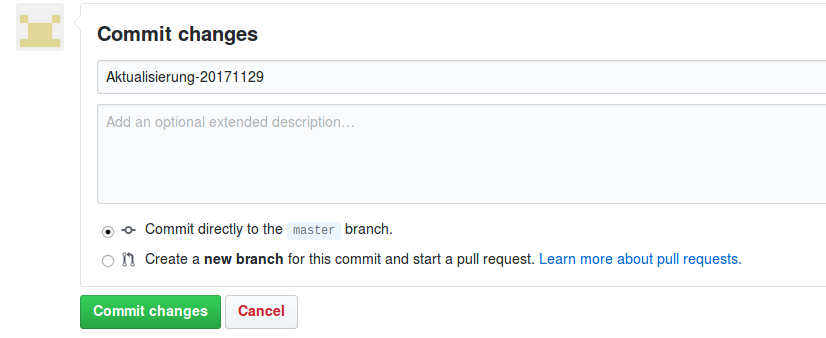 Commit changes
Aktualisierung-20171129
Add an optional extended description…
Commit directly to the master branch.
Create a new branch for this commit and start a pull request. Learn more about pull requests.
Commit changes Cancel